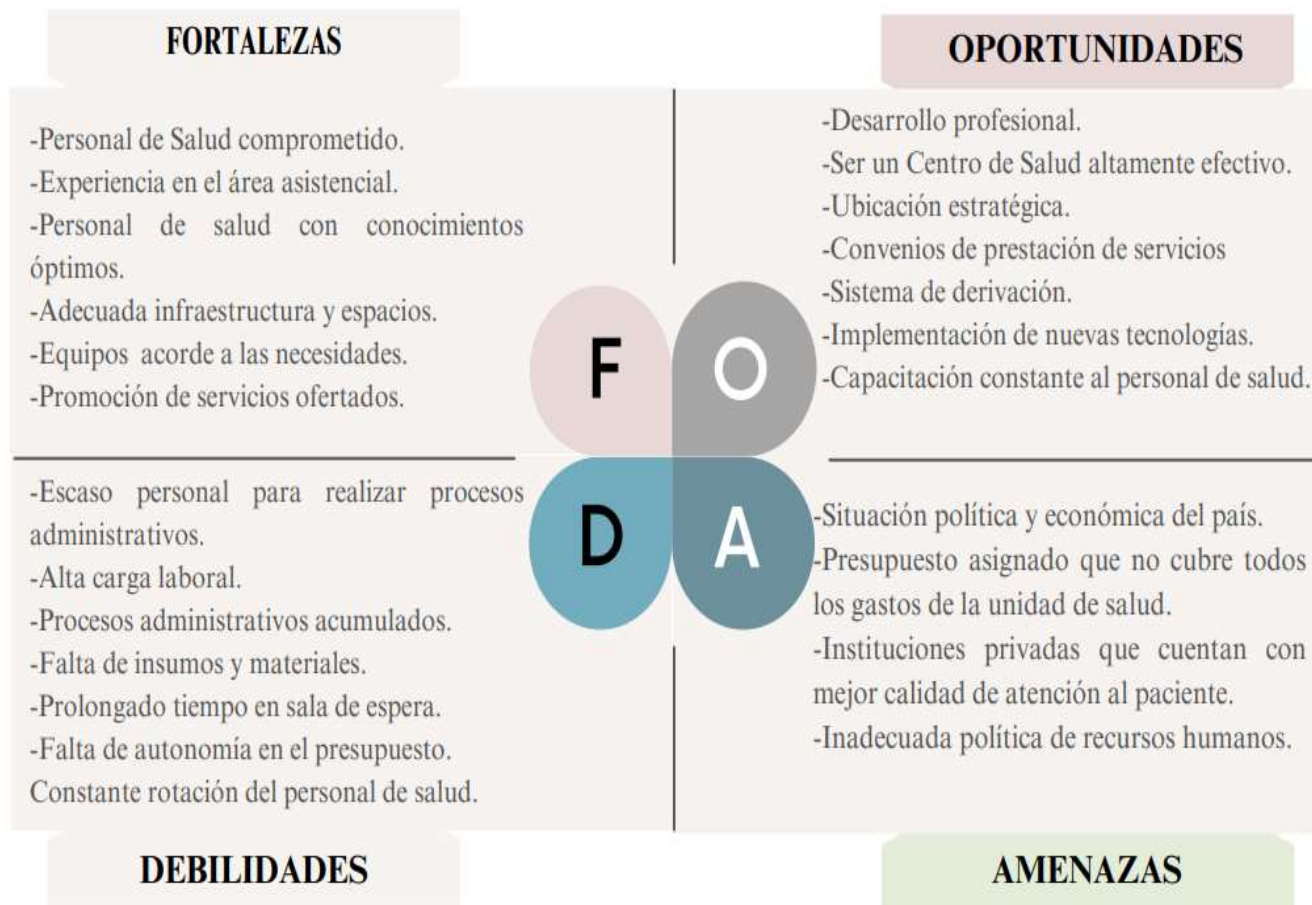 FORTALEZAS
-Personal de Salud comprometido.
-Experiencia en el área asistencial.
-Personal de salud con conocimientos
óptimos.
-Adecuada infraestructura y espacios.
-Equipos acorde a las necesidades.
-Promoción de servicios ofertados.
OPORTUNIDADES
-Desarrollo profesional.
-Ser un Centro de Salud altamente efectivo.
-Ubicación estratégica.
-Convenios de prestación de servicios
-Sistema de derivación.
-Implementación de nuevas tecnologías.
-Capacitación constante al personal de salud.
F O
D A
-Escaso personal para realizar procesos
administrativos.
-Alta carga laboral.
-Procesos administrativos acumulados.
-Falta de insumos y materiales.
-Prolongado tiempo en sala de espera.
-Falta de autonomía en el presupuesto.
Constante rotación del personal de salud.
DEBILIDADES
-Situación política y económica del país.
-Presupuesto asignado que no cubre todos
los gastos de la unidad de salud.
-Instituciones privadas que cuentan con
mejor calidad de atención al paciente.
-Inadecuada política de recursos humanos.
AMENAZAS